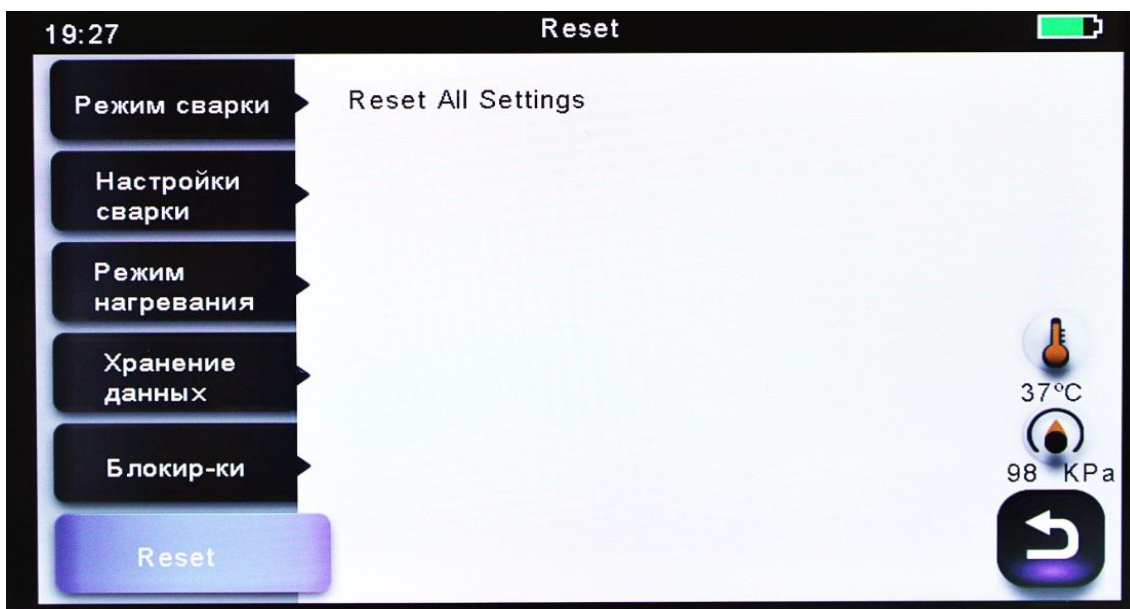 19:27
Reset
Режим сварки
Reset All Settings
Настройки
сварки
Режим
нагревания
Хранение
данных
37°C
Блокир-ки
98 KPa
Reset